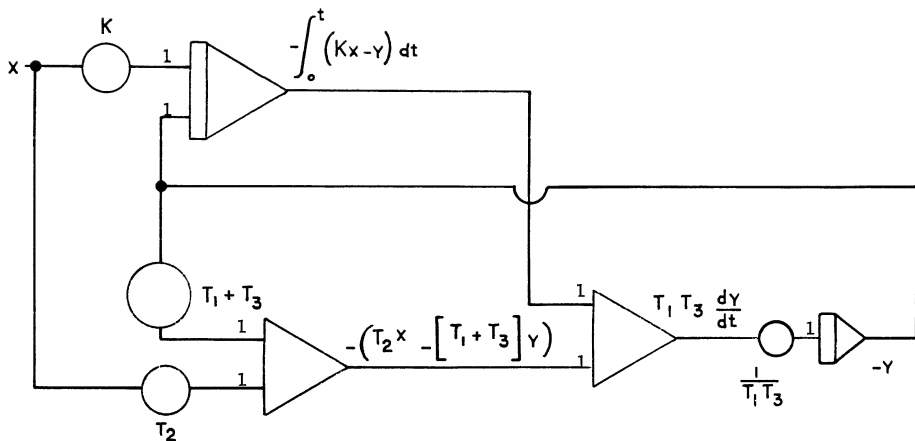 K
X
1
1
-∫₀ᵗ (Kx-Y) dt
T₁ + T₃
1
1
T₂
-(T₂x -[T₁ + T₃]Y)
1
1
T₁ T₃ dY/dt
1
1/T₁T₃
-Y